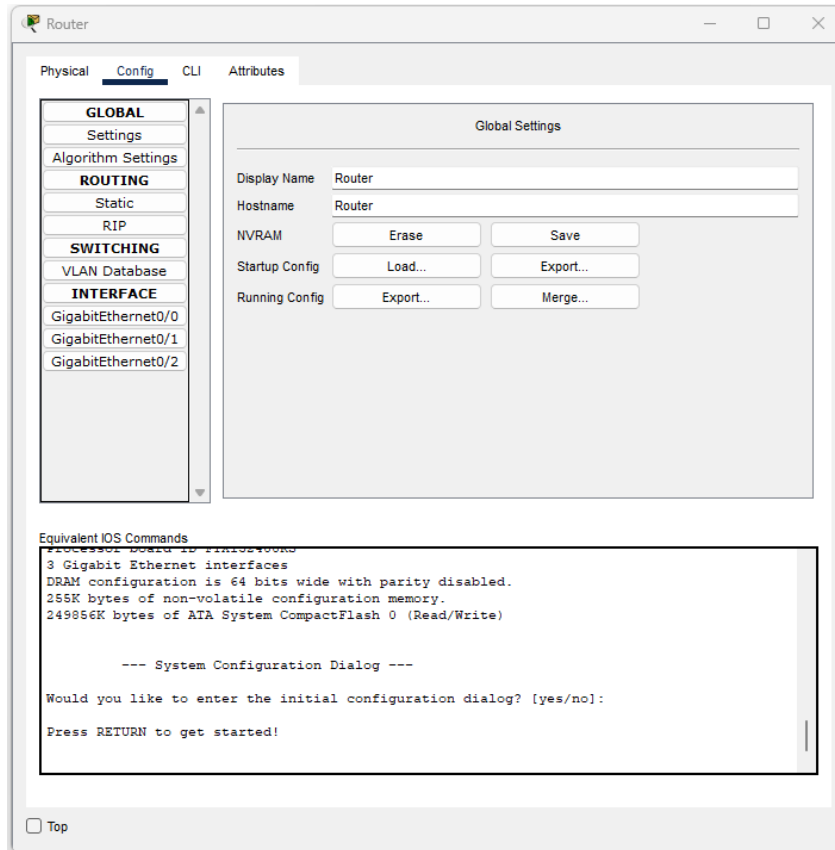 Router
Physical Config CLI Attributes
GLOBAL
Settings
Algorithm Settings
ROUTING
Static
RIP
SWITCHING
VLAN Database
INTERFACE
GigabitEthernet0/0
GigabitEthernet0/1
GigabitEthernet0/2
Global Settings
Display Name Router
Hostname Router
NVRAM Erase Save
Startup Config Load... Export...
Running Config Export... Merge...
Equivalent IOS Commands
Processor board ID
3 Gigabit Ethernet interfaces
DRAM configuration is 64 bits wide with parity disabled.
255K bytes of non-volatile configuration memory.
249856K bytes of ATA System CompactFlash 0 (Read/Write)
--- System Configuration Dialog ---
Would you like to enter the initial configuration dialog? [yes/no]:
Press RETURN to get started!
Top